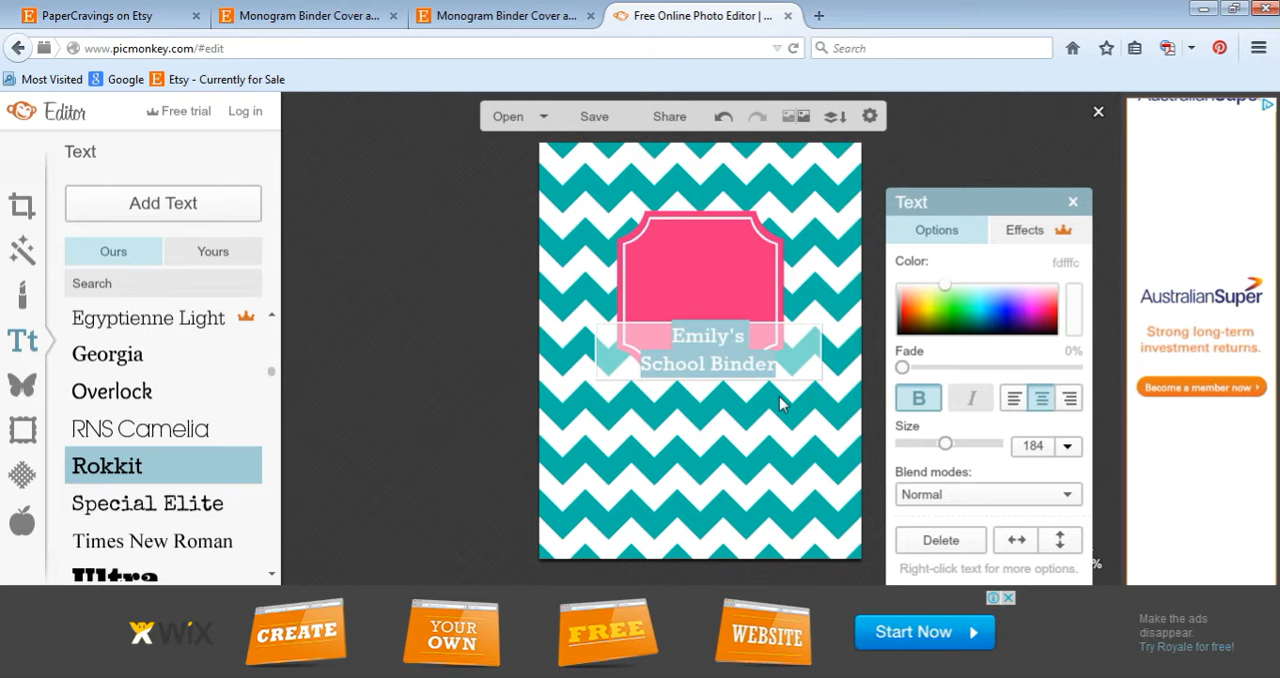 PaperCravings on Etsy
Monogram Binder Cover a...
Monogram Binder Cover a...
Free Online Photo Editor | ...
www.picmonkey.com/#edit
Search
Most Visited
Google
Etsy - Currently for Sale
Editor
Free trial
Log in
Open
Save
Share
Text
Add Text
Ours
Yours
Search
Egyptienne Light
Georgia
Overlock
RNS Camelia
Rokkit
Special Elite
Times New Roman
Ultra
Emily's
School Binder
Text
Options
Effects
Color:
fdfffc
Fade
0%
B
I
Size
184
Blend modes:
Normal
Delete
Right-click text for more options.
%
AustralianSuper
AustralianSuper
Strong long-term
investment returns.
Become a member now ›
WiX
CREATE
YOUR
OWN
FREE
WEBSITE
Start Now
Make the ads
disappear.
Try Royale for free!